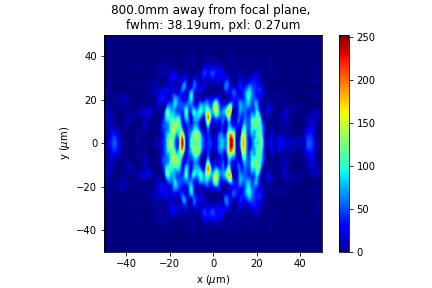 800.0mm away from focal plane,
fwhm: 38.19um, pxl: 0.27um
40
20
0
−20
−40
y (μm)
−40 −20 0 20 40
x (μm)
250
200
150
100
50
0